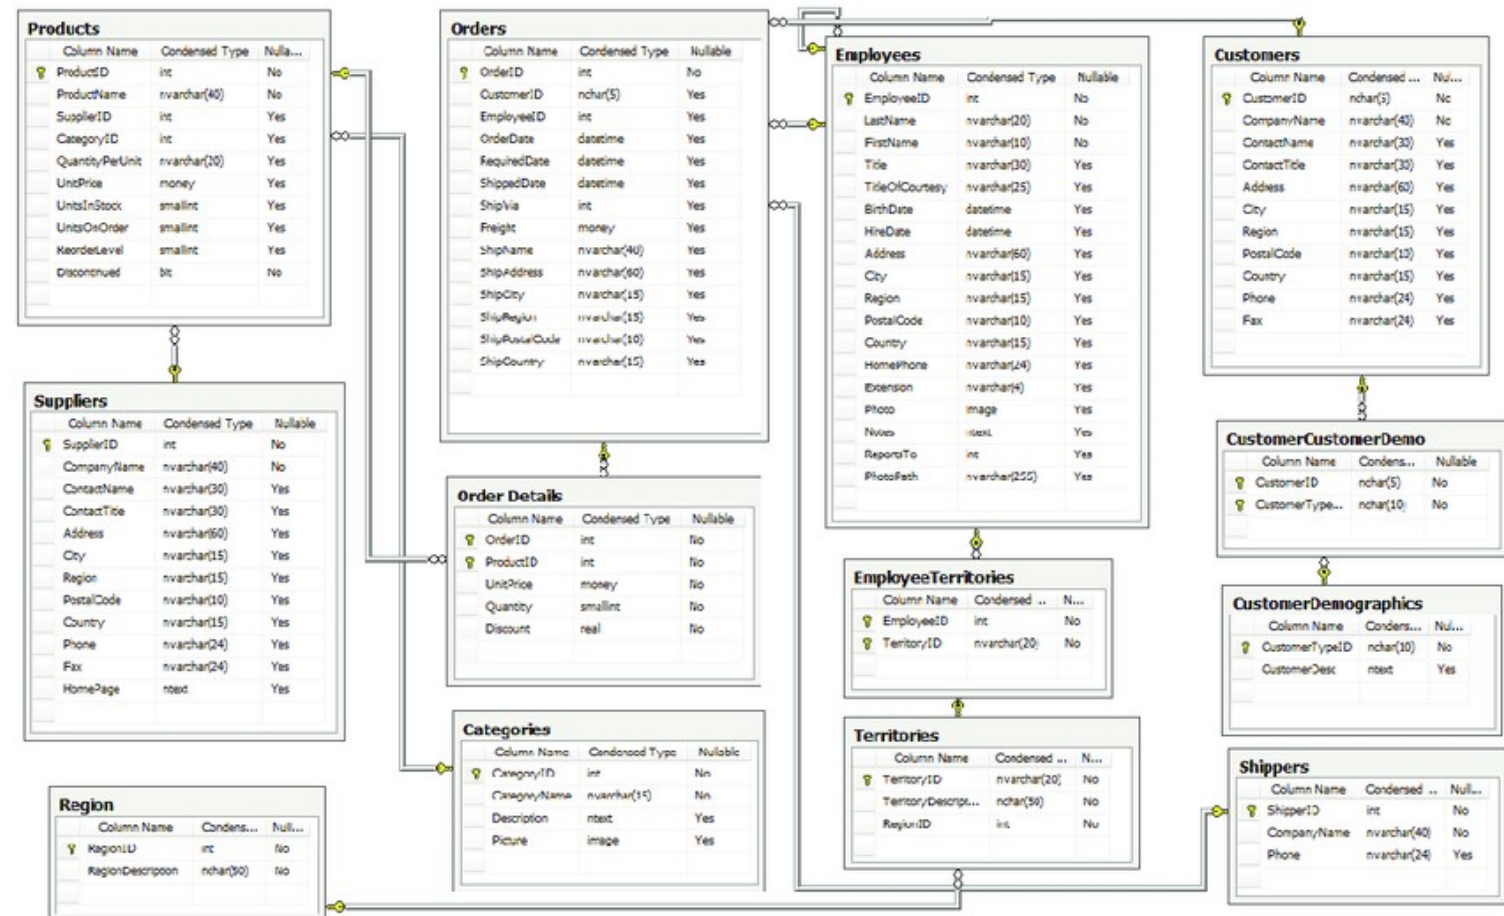 Products
Column Name Condensed Type Nulla...
ProductID int No
ProductName nvarchar(40) No
SupplierID int Yes
CategoryID int Yes
QuantityPerUnit nvarchar(20) Yes
UnitPrice money Yes
UnitsInStock smallint Yes
UnitsOnOrder smallint Yes
ReorderLevel smallint Yes
Discontinued bit No
Orders
Column Name Condensed Type Nullable
OrderID int No
CustomerID nchar(5) Yes
EmployeeID int Yes
OrderDate datetime Yes
RequiredDate datetime Yes
ShippedDate datetime Yes
ShipVia int Yes
Freight money Yes
ShipName nvarchar(40) Yes
ShipAddress nvarchar(60) Yes
ShipCity nvarchar(15) Yes
ShipRegion nvarchar(15) Yes
ShipPostalCode nvarchar(10) Yes
ShipCountry nvarchar(15) Yes
Employees
Column Name Condensed Type Nullable
EmployeeID int No
LastName nvarchar(20) No
FirstName nvarchar(10) No
Title nvarchar(30) Yes
TitleOfCourtesy nvarchar(25) Yes
BirthDate datetime Yes
HireDate datetime Yes
Address nvarchar(60) Yes
City nvarchar(15) Yes
Region nvarchar(15) Yes
PostalCode nvarchar(10) Yes
Country nvarchar(15) Yes
HomePhone nvarchar(24) Yes
Extension nvarchar(4) Yes
Photo image Yes
Notes ntext Yes
ReportsTo int Yes
PhotoPath nvarchar(255) Yes
Customers
Column Name Condensed ... Nul...
CustomerID nchar(5) No
CompanyName nvarchar(40) No
ContactName nvarchar(30) Yes
ContactTitle nvarchar(30) Yes
Address nvarchar(60) Yes
City nvarchar(15) Yes
Region nvarchar(15) Yes
PostalCode nvarchar(10) Yes
Country nvarchar(15) Yes
Phone nvarchar(24) Yes
Fax nvarchar(24) Yes
Suppliers
Column Name Condensed Type Nullable
SupplierID int No
CompanyName nvarchar(40) No
ContactName nvarchar(30) Yes
ContactTitle nvarchar(30) Yes
Address nvarchar(60) Yes
City nvarchar(15) Yes
Region nvarchar(15) Yes
PostalCode nvarchar(10) Yes
Country nvarchar(15) Yes
Phone nvarchar(24) Yes
Fax nvarchar(24) Yes
HomePage ntext Yes
Order Details
Column Name Condensed Type Nullable
OrderID int No
ProductID int No
UnitPrice money No
Quantity smallint No
Discount real No
CustomerCustomerDemo
Column Name Condens... Nullable
CustomerID nchar(5) No
CustomerType... nchar(10) No
EmployeeTerritories
Column Name Condensed ... N...
EmployeeID int No
TerritoryID nvarchar(20) No
CustomerDemographics
Column Name Condens... Nul...
CustomerTypeID nchar(10) No
CustomerDesc ntext Yes
Categories
Column Name Condensed Type Nullable
CategoryID int No
CategoryName nvarchar(15) No
Description ntext Yes
Picture image Yes
Territories
Column Name Condensed ... N...
TerritoryID nvarchar(20) No
TerritoryDescript... nchar(50) No
RegionID int No
Shippers
Column Name Condensed ... Null...
ShipperID int No
CompanyName nvarchar(40) No
Phone nvarchar(24) Yes
Region
Column Name Condens... Null...
RegionID int No
RegionDescription nchar(50) No